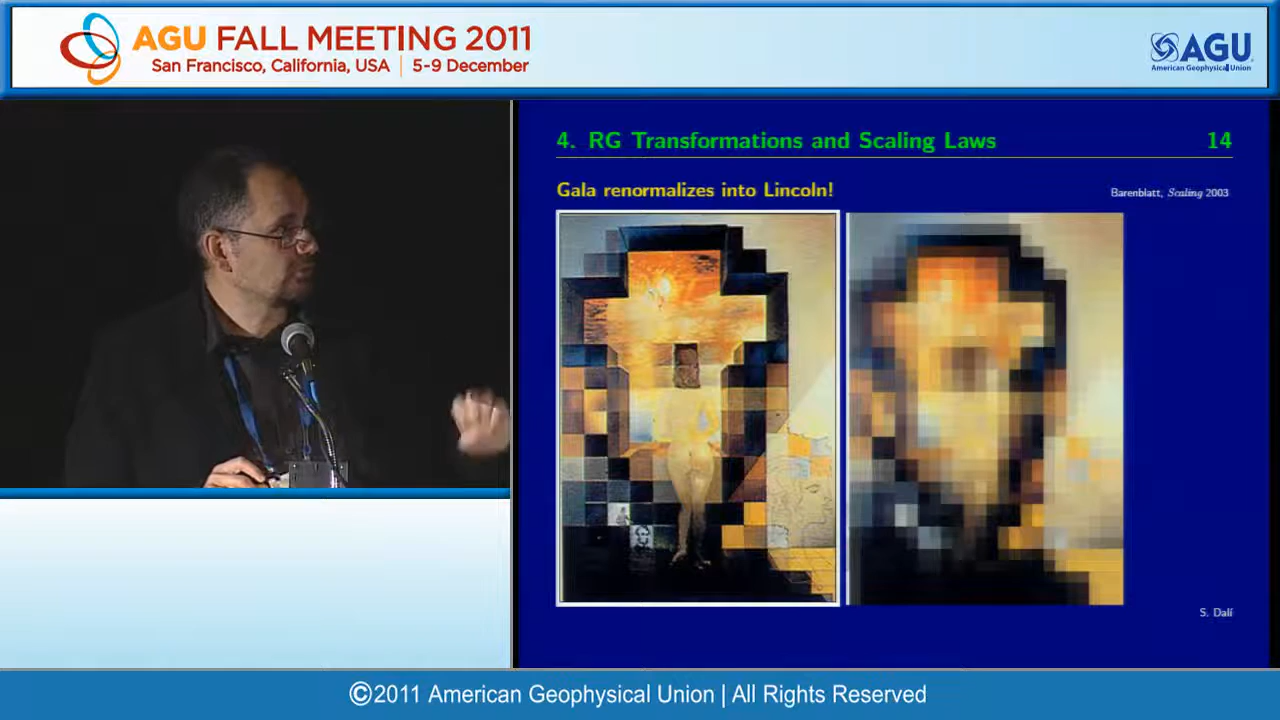 AGU FALL MEETING 2011
San Francisco, California, USA | 5-9 December
AGU
American Geophysical Union
4. RG Transformations and Scaling Laws 14
Gala renormalizes into Lincoln!
Barenblatt, Scaling 2003
S. Dalí
©2011 American Geophysical Union | All Rights Reserved